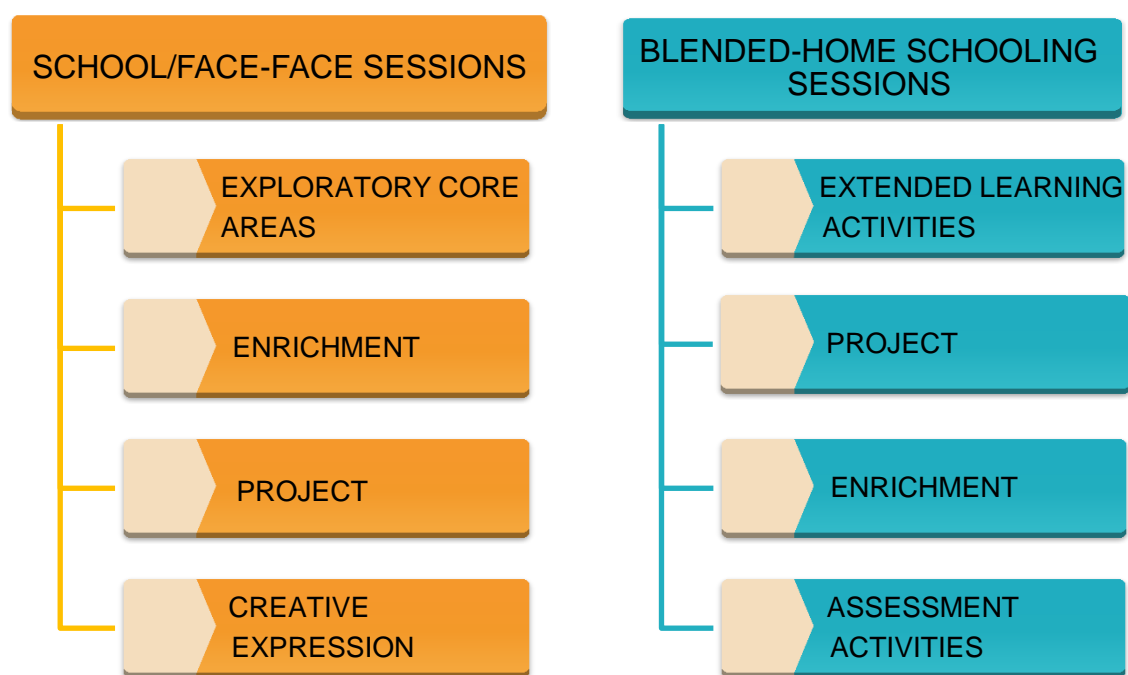 SCHOOL/FACE-FACE SESSIONS
EXPLORATORY CORE
AREAS
ENRICHMENT
PROJECT
CREATIVE
EXPRESSION
BLENDED-HOME SCHOOLING
SESSIONS
EXTENDED LEARNING
ACTIVITIES
PROJECT
ENRICHMENT
ASSESSMENT
ACTIVITIES